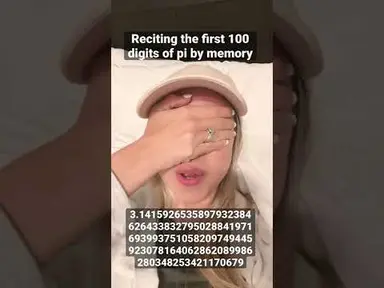 Reciting the first 100
digits of pi by memory
3.1415926535897932384
626433832795028841971
693993751058209749445
923078164062862089986
280348253421170679